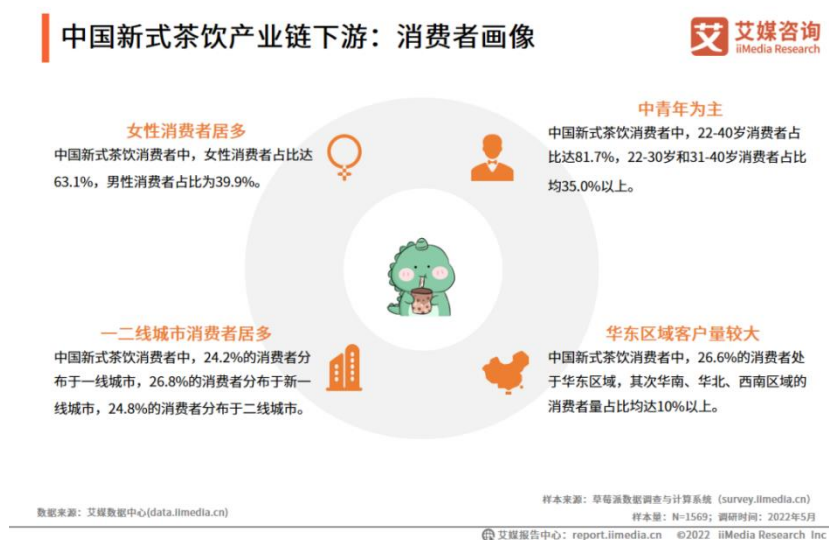 中国新式茶饮产业链下游：消费者画像
艾媒咨询
iiMedia Research
女性消费者居多
中国新式茶饮消费者中，女性消费者占比达
63.1%，男性消费者占比为39.9%。
中青年为主
中国新式茶饮消费者中，22-40岁消费者占
比达81.7%，22-30岁和31-40岁消费者占比
均35.0%以上。
一二线城市消费者居多
中国新式茶饮消费者中，24.2%的消费者分
布于一线城市，26.8%的消费者分布于新一
线城市，24.8%的消费者分布于二线城市。
华东区域客户量较大
中国新式茶饮消费者中，26.6%的消费者处
于华东区域，其次华南、华北、西南区域的
消费者量占比均达10%以上。
样本来源：草莓派数据调查与计算系统（survey.iimedia.cn）
数据来源：艾媒数据中心(data.iimedia.cn)
样本量：N=1569；调研时间：2022年5月
艾媒报告中心：report.iimedia.cn ©2022 iiMedia Research Inc